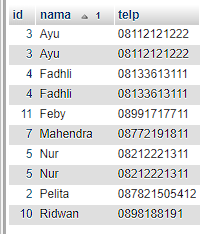 id nama 1 telp
3 Ayu 08112121222
3 Ayu 08112121222
4 Fadhli 08133613111
4 Fadhli 08133613111
11 Feby 08991717711
7 Mahendra 08772191811
5 Nur 08212221311
5 Nur 08212221311
2 Pelita 087821505412
10 Ridwan 0898188191